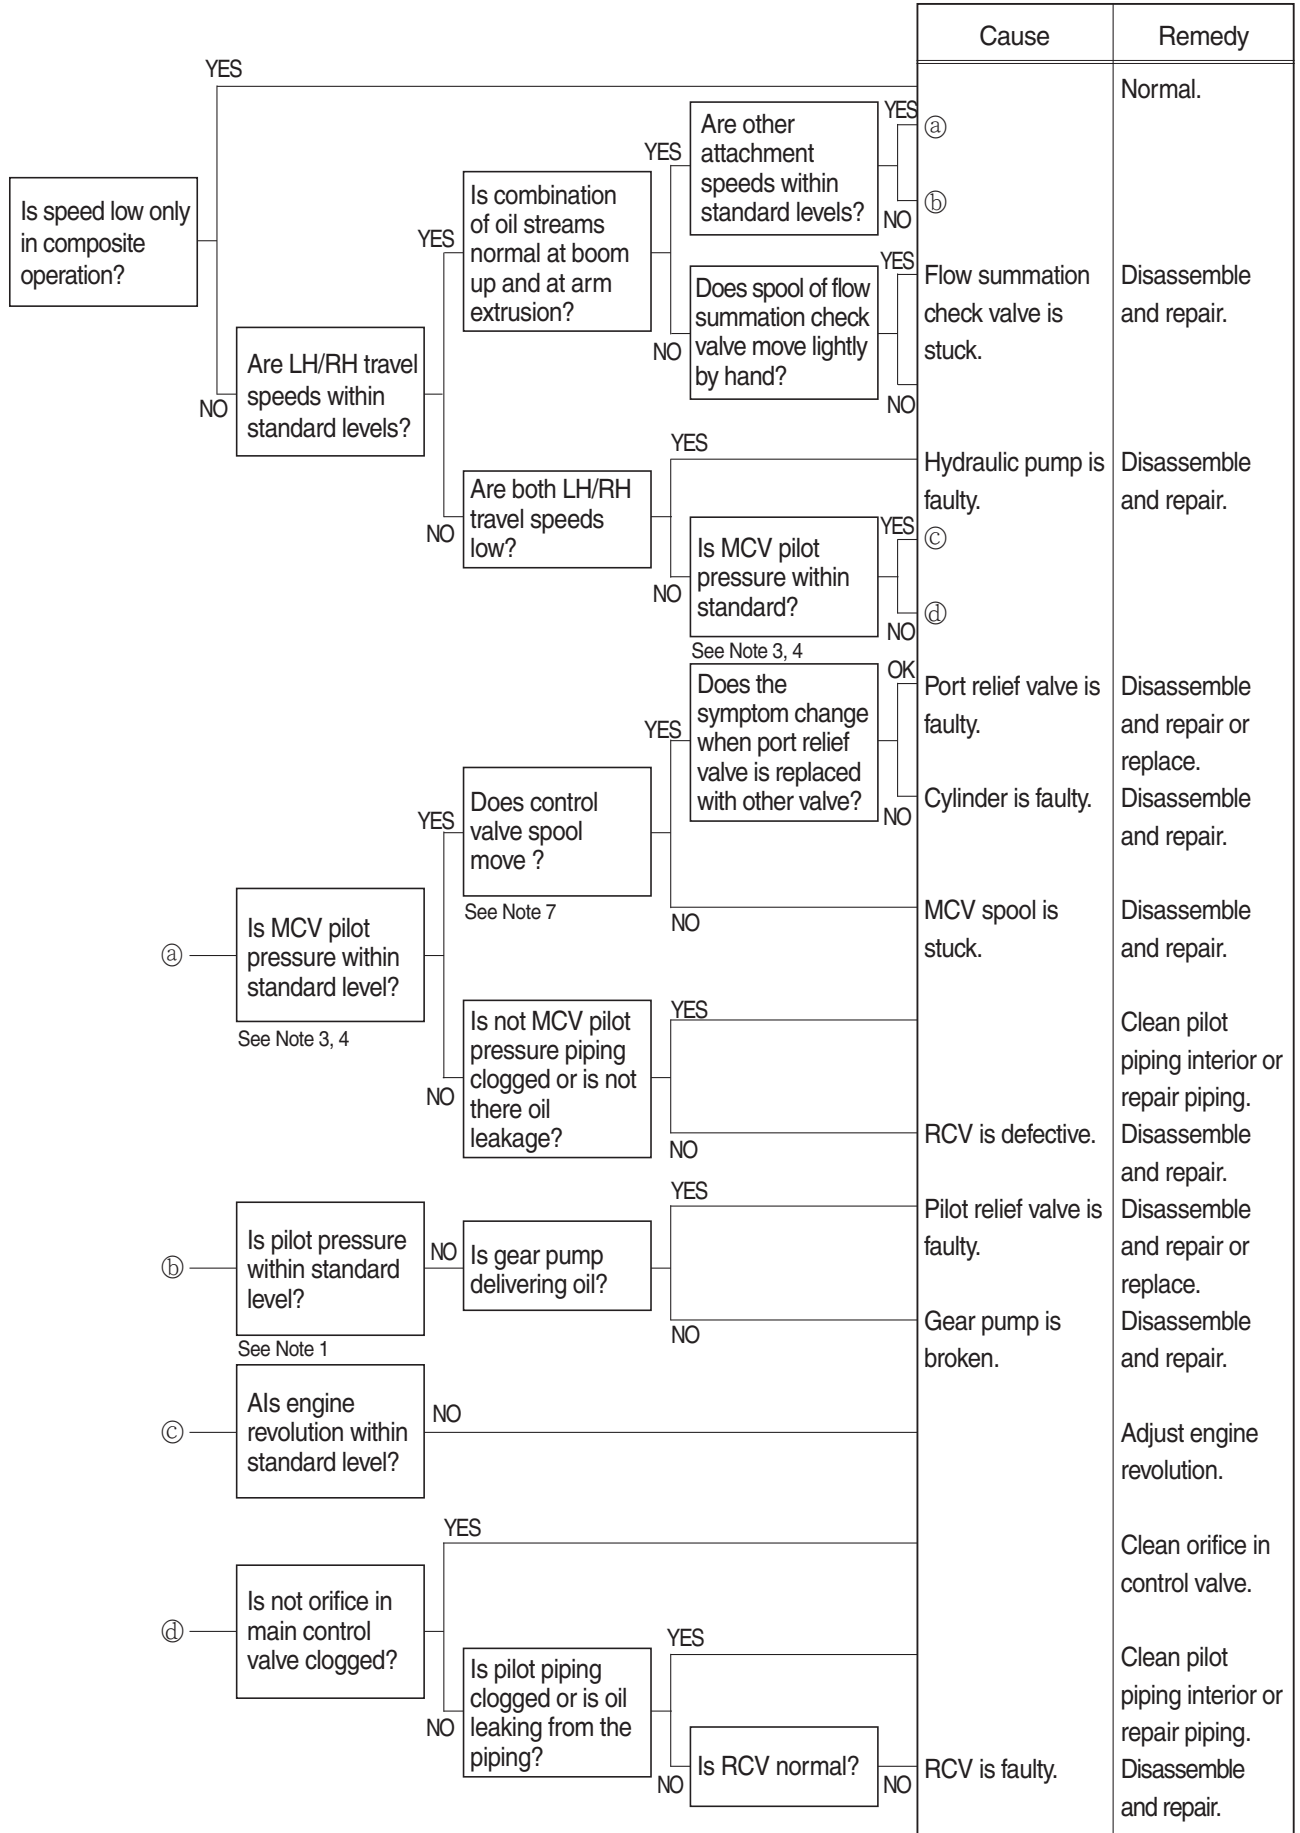 Cause
Remedy
YES
Normal.
Is speed low only
in composite
operation?
NO
Are LH/RH travel
speeds within
standard levels?
YES
Is combination
of oil streams
normal at boom
up and at arm
extrusion?
YES
Are other
attachment
speeds within
standard levels?
YES
ⓐ
NO
ⓑ
NO
Does spool of flow
summation check
valve move lightly
by hand?
YES
NO
Flow summation
check valve is
stuck.
Disassemble
and repair.
NO
Are both LH/RH
travel speeds
low?
YES
Hydraulic pump is
faulty.
Disassemble
and repair.
NO
Is MCV pilot
pressure within
standard?
See Note 3, 4
YES
ⓒ
NO
ⓓ
ⓐ
Is MCV pilot
pressure within
standard level?
See Note 3, 4
YES
Does control
valve spool
move ?
See Note 7
YES
Does the
symptom change
when port relief
valve is replaced
with other valve?
OK
Port relief valve is
faulty.
Disassemble
and repair or
replace.
NO
Cylinder is faulty.
Disassemble
and repair.
NO
MCV spool is
stuck.
Disassemble
and repair.
NO
Is not MCV pilot
pressure piping
clogged or is not
there oil
leakage?
YES
Clean pilot
piping interior or
repair piping.
NO
RCV is defective.
Disassemble
and repair.
ⓑ
Is pilot pressure
within standard
level?
See Note 1
NO
Is gear pump
delivering oil?
YES
Pilot relief valve is
faulty.
Disassemble
and repair or
replace.
NO
Gear pump is
broken.
Disassemble
and repair.
ⓒ
AIs engine
revolution within
standard level?
NO
Adjust engine
revolution.
ⓓ
Is not orifice in
main control
valve clogged?
YES
Clean orifice in
control valve.
NO
Is pilot piping
clogged or is oil
leaking from the
piping?
YES
Clean pilot
piping interior or
repair piping.
NO
Is RCV normal?
NO
RCV is faulty.
Disassemble
and repair.